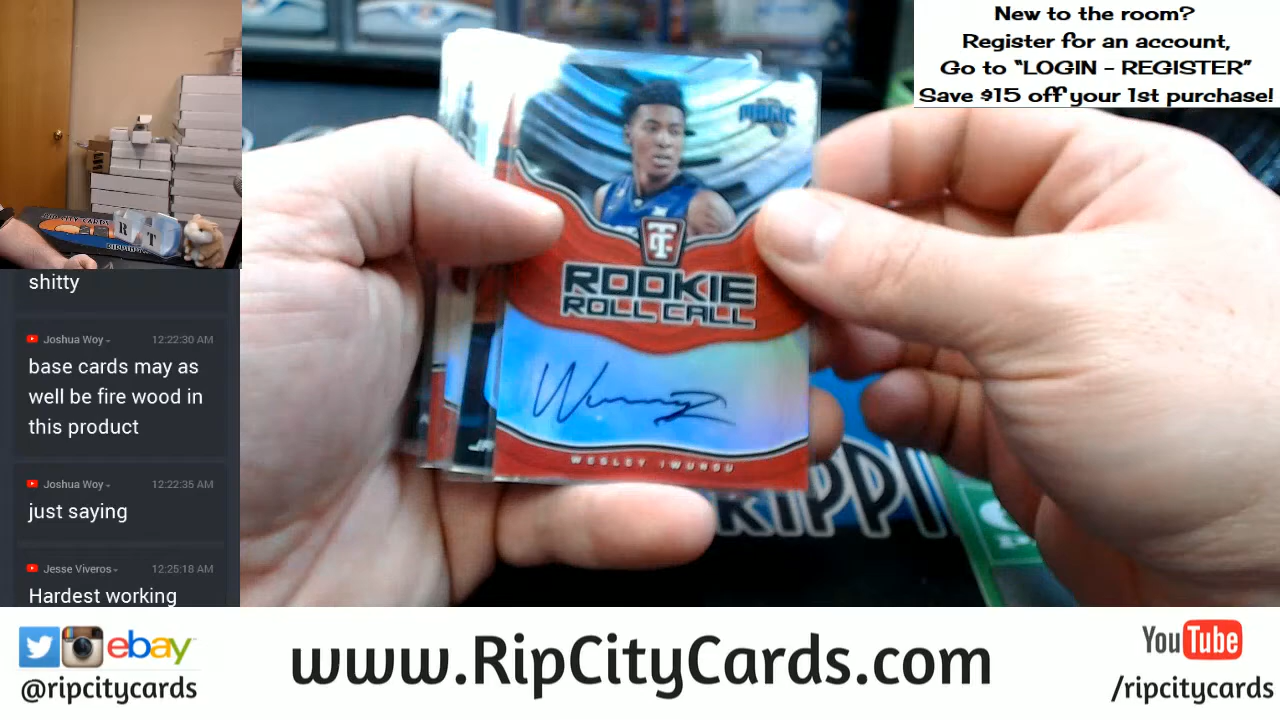 New to the room?
Register for an account,
Go to “LOGIN - REGISTER”
Save $15 off your 1st purchase!
MAGIC
ROOKIE
ROLL CALL
WESLEY IWUNDU
RIPPI
shitty
Joshua Woy
12:22:30 AM
base cards may as
well be fire wood in
this product
Joshua Woy
12:22:35 AM
just saying
Jesse Viveros
12:25:18 AM
Hardest working
ebay
@ripcitycards
www.RipCityCards.com
YouTube
/ripcitycards